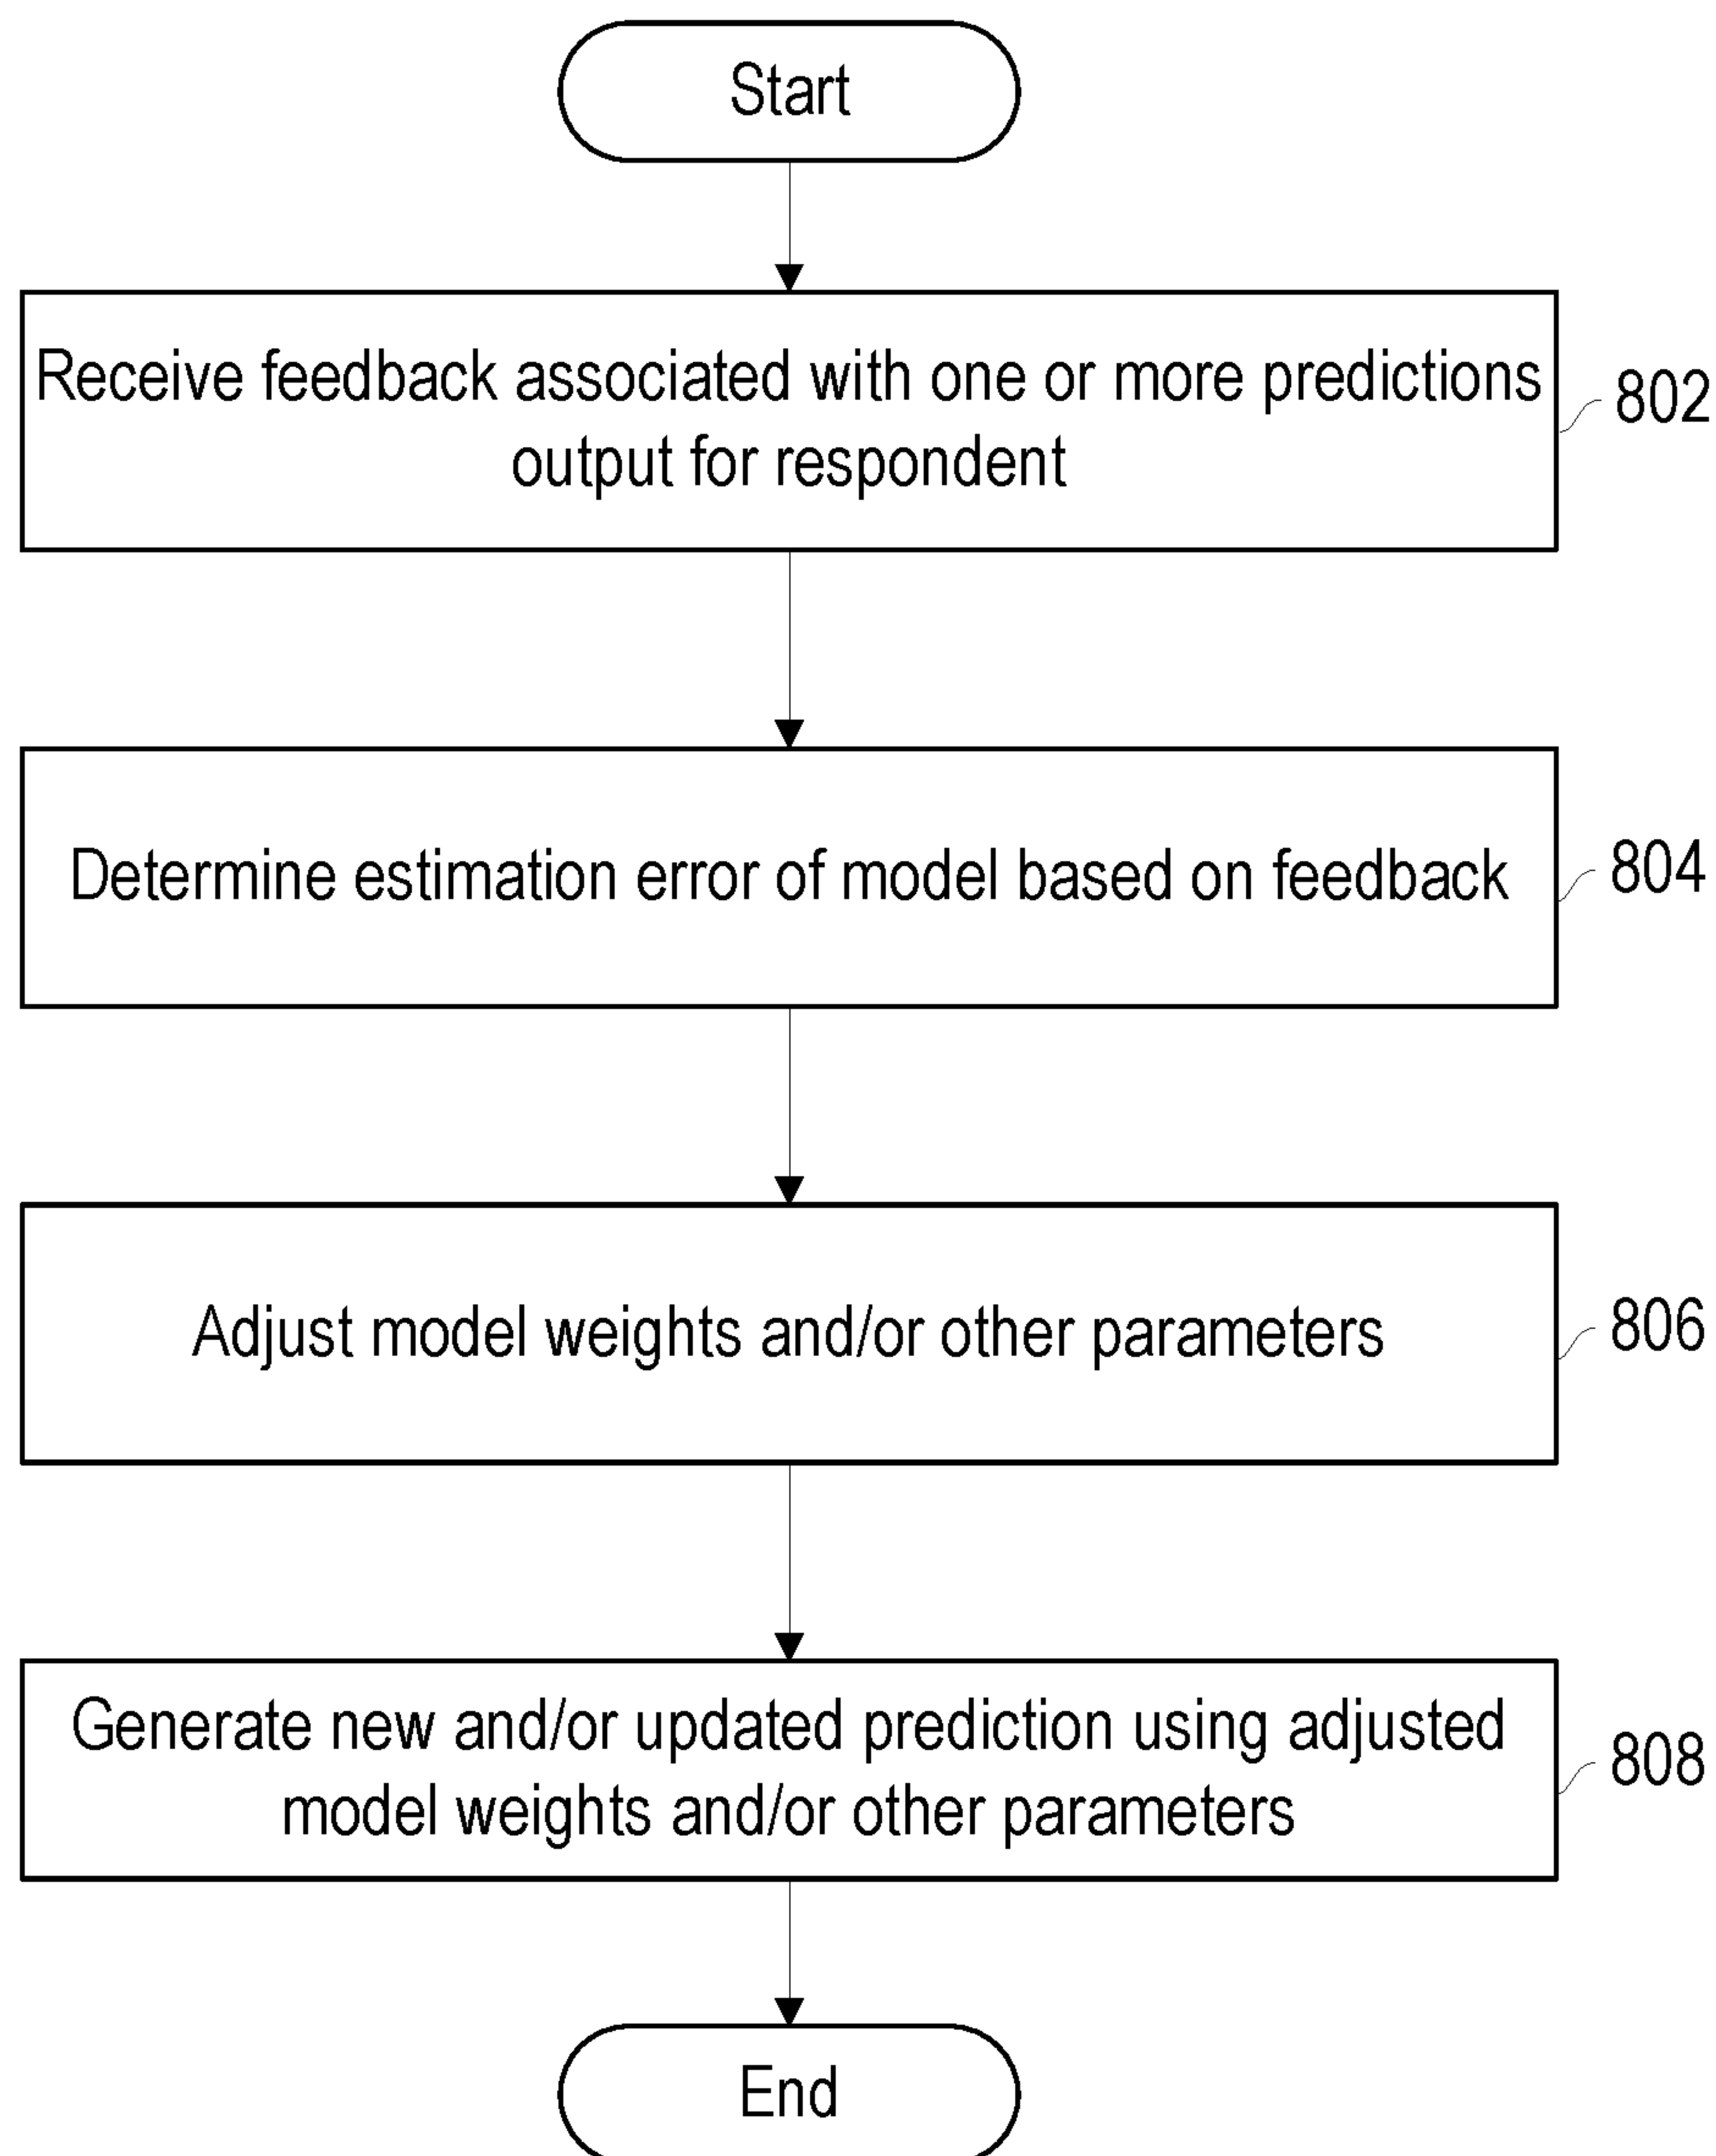 Start
Receive feedback associated with one or more predictions
output for respondent
802
Determine estimation error of model based on feedback
804
Adjust model weights and/or other parameters
806
Generate new and/or updated prediction using adjusted
model weights and/or other parameters
808
End